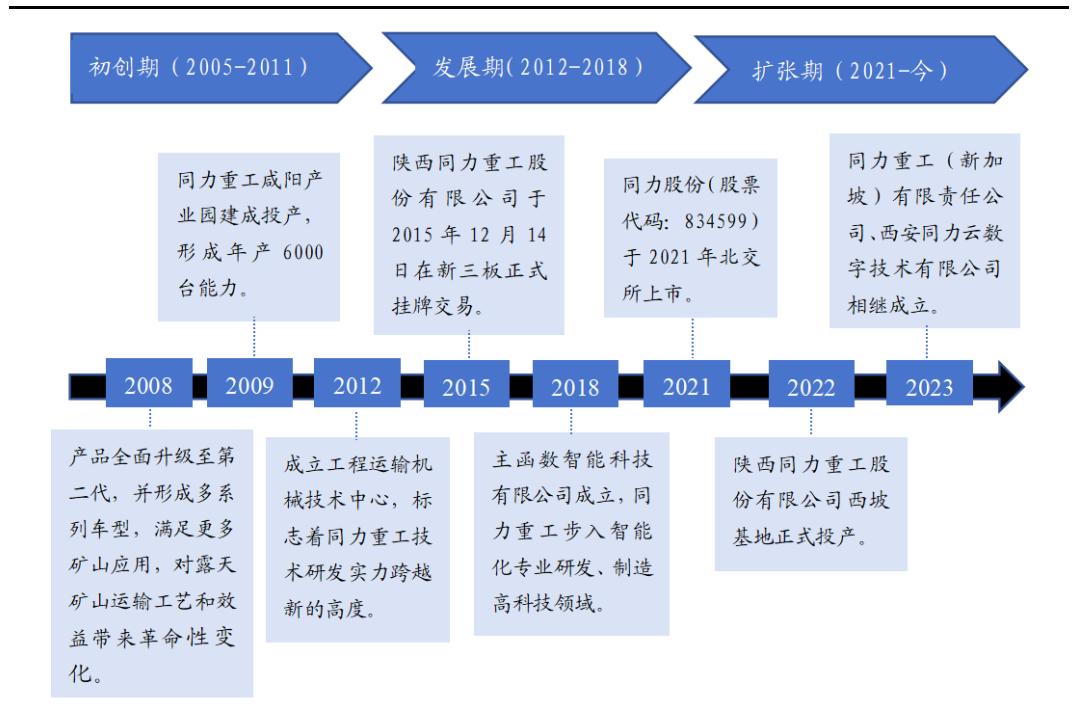 初创期（2005-2011）
发展期(2012-2018）
扩张期（2021-今）
同力重工咸阳产
业园建成投产，
形成年产 6000
台能力。
陕西同力重工股
份有限公司于
2015 年 12 月 14
日在新三板正式
挂牌交易。
同力股份(股票
代码：834599）
于 2021 年北交
所上市。
同力重工（新加
坡）有限责任公
司、西安同力云数
字技术有限公司
相继成立。
2008
2009
2012
2015
2018
2021
2022
2023
产品全面升级至第
二代，并形成多系
列车型，满足更多
矿山应用，对露天
矿山运输工艺和效
益带来革命性变
化。
成立工程运输机
械技术中心，标
志着同力重工技
术研发实力跨越
新的高度。
主函数智能科技
有限公司成立，同
力重工步入智能
化专业研发、制造
高科技领域。
陕西同力重工股
份有限公司西坡
基地正式投产。